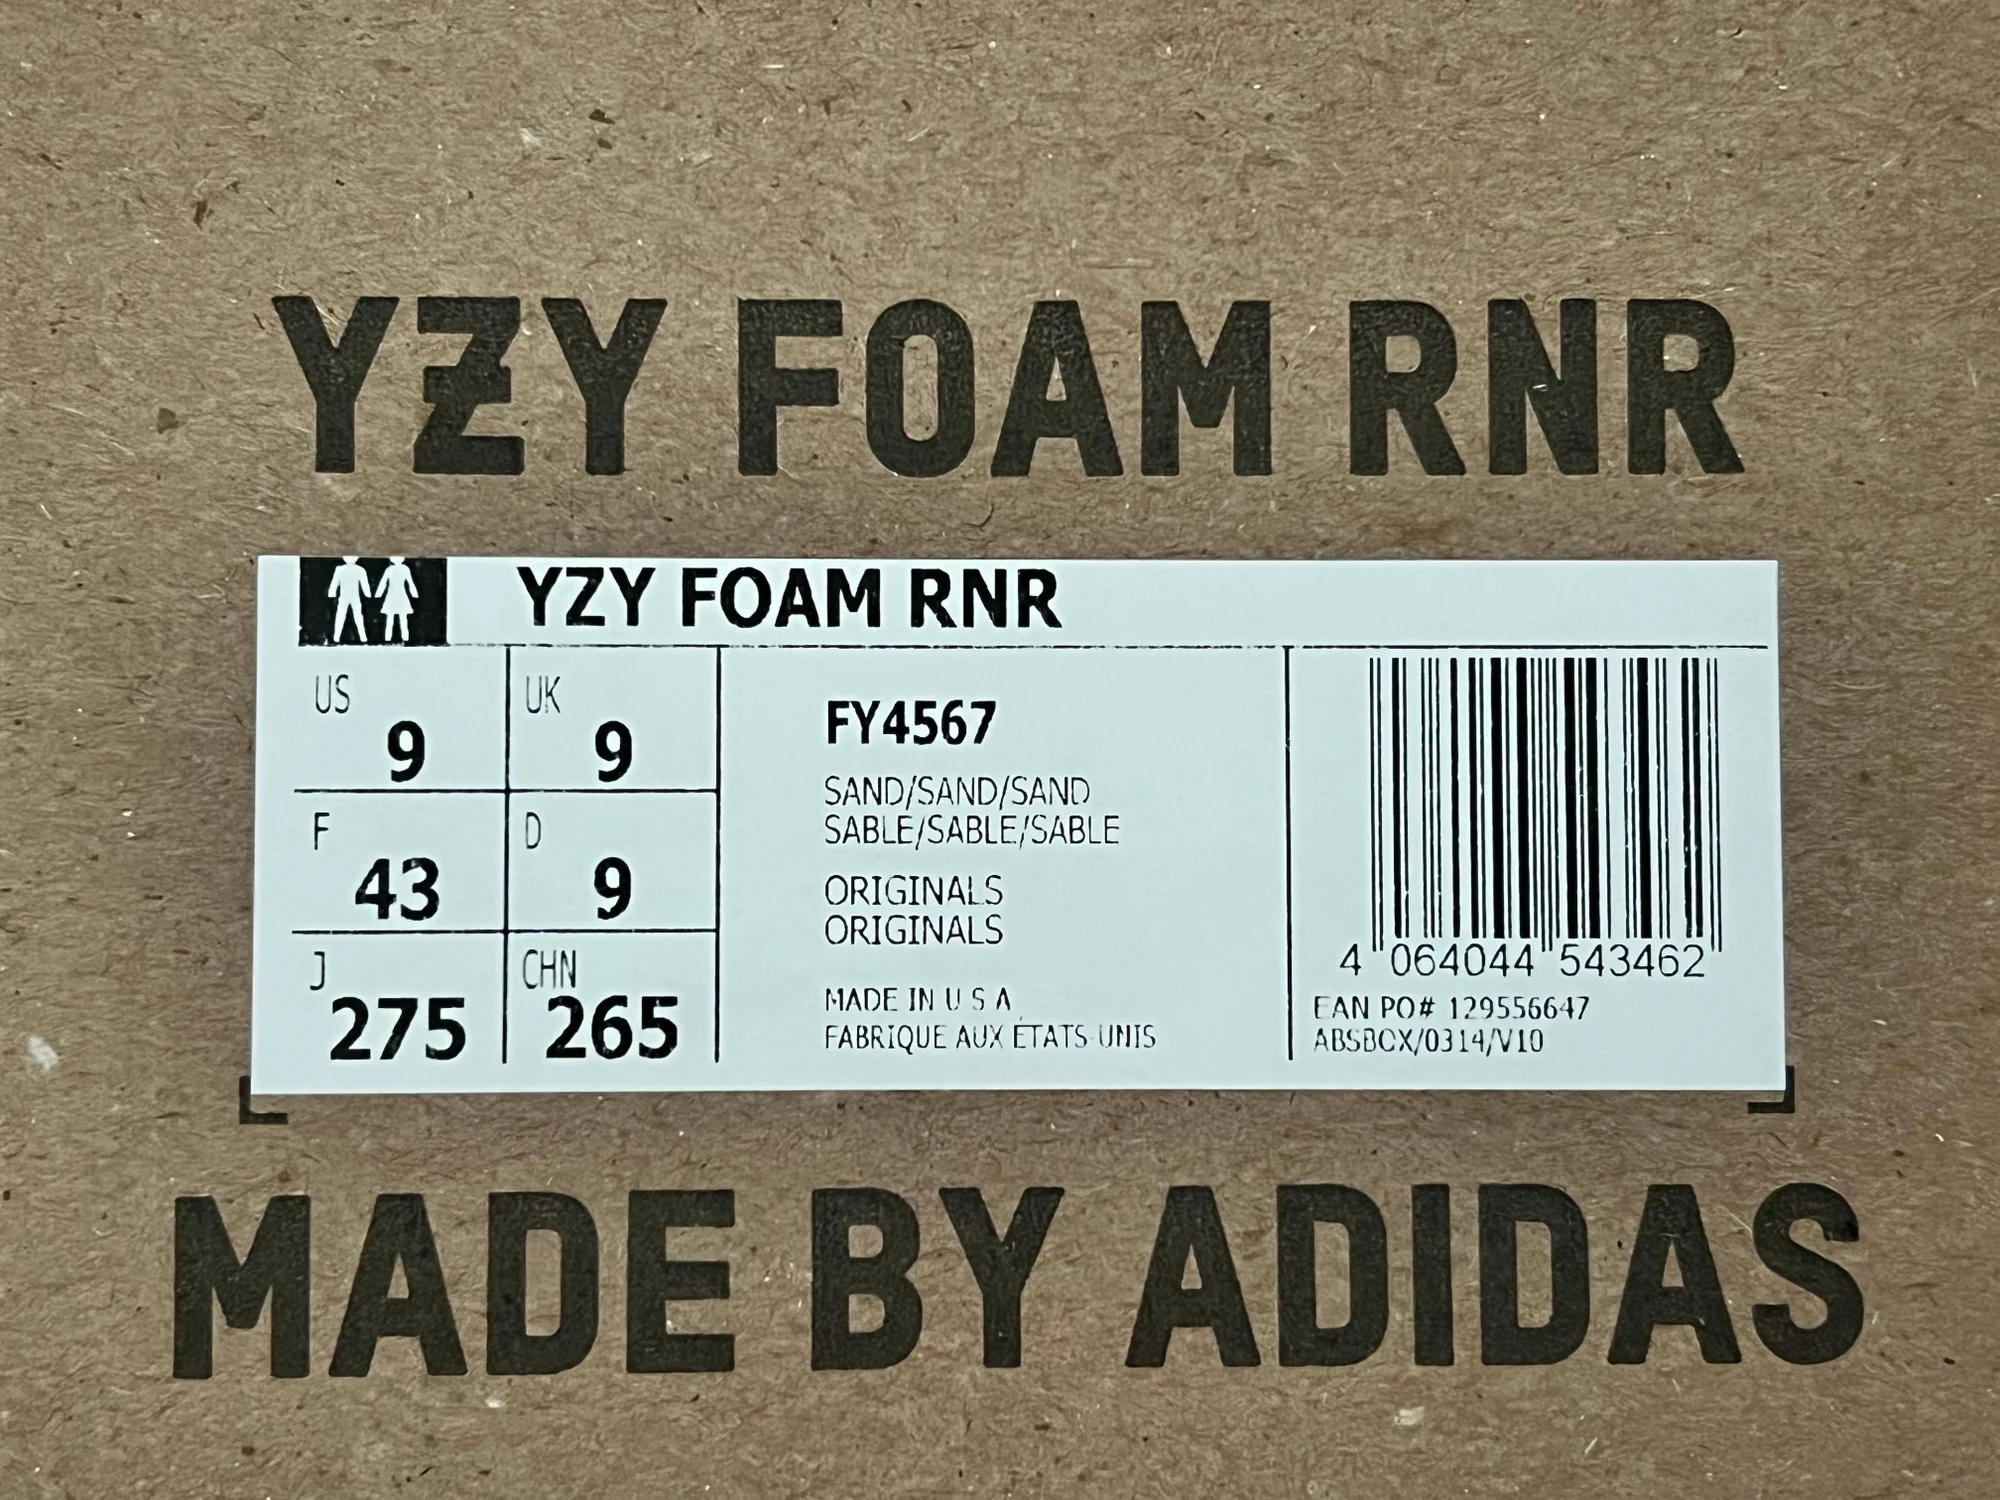 YZY FOAM RNR
YZY FOAM RNR
US 9
UK 9
F 43
D 9
J 275
CHN 265
FY4567
SAND/SAND/SAND
SABLE/SABLE/SABLE
ORIGINALS
ORIGINALS
MADE IN U S A
FABRIQUE AUX ÉTATS-UNIS
4 064044 543462
EAN PO# 129556647
ABSBOX/0314/V10
MADE BY ADIDAS